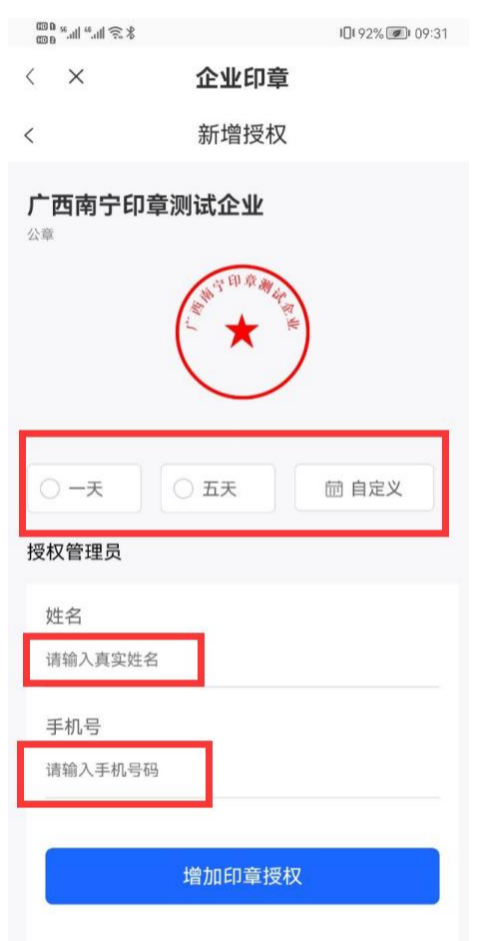 92% 09:31
企业印章
新增授权
广西南宁印章测试企业
公章
广西南宁印章测试企业
一天
五天
自定义
授权管理员
姓名
请输入真实姓名
手机号
请输入手机号码
增加印章授权